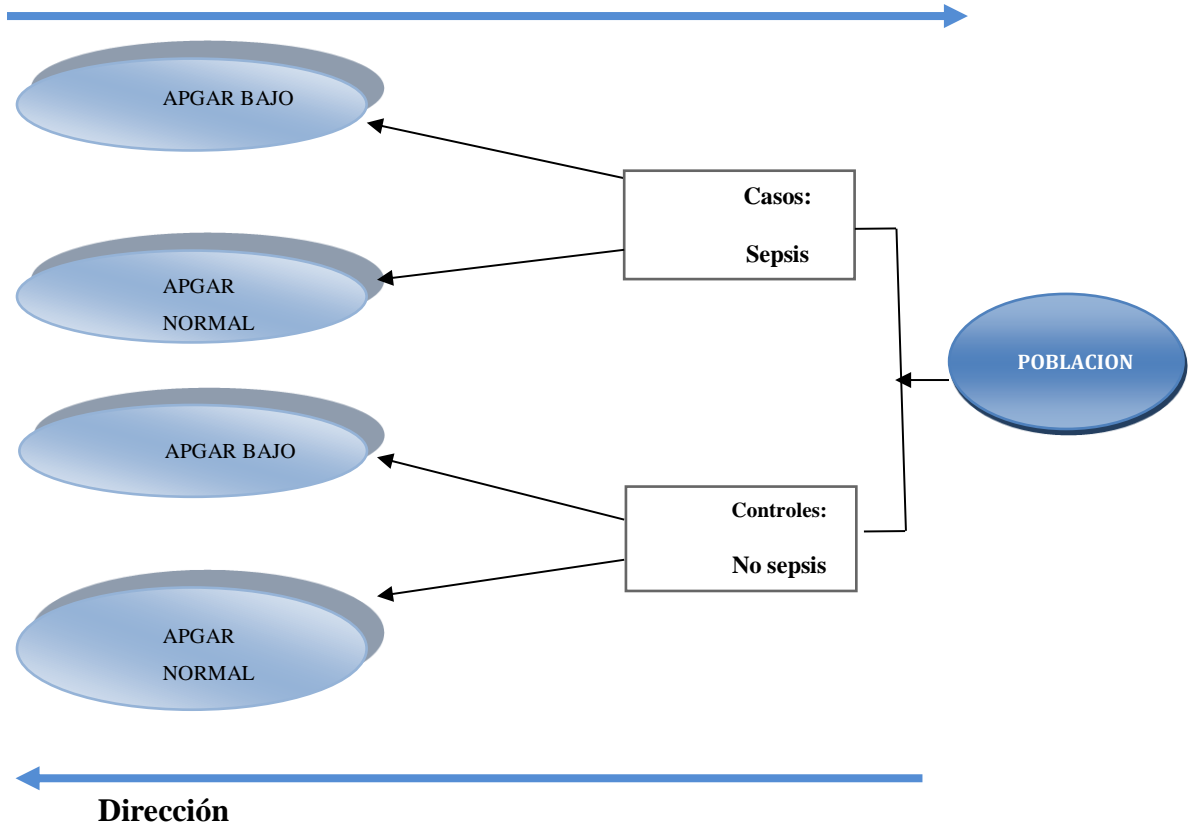 APGAR BAJO
Casos:
Sepsis
APGAR
NORMAL
POBLACION
APGAR BAJO
Controles:
No sepsis
APGAR
NORMAL
Dirección